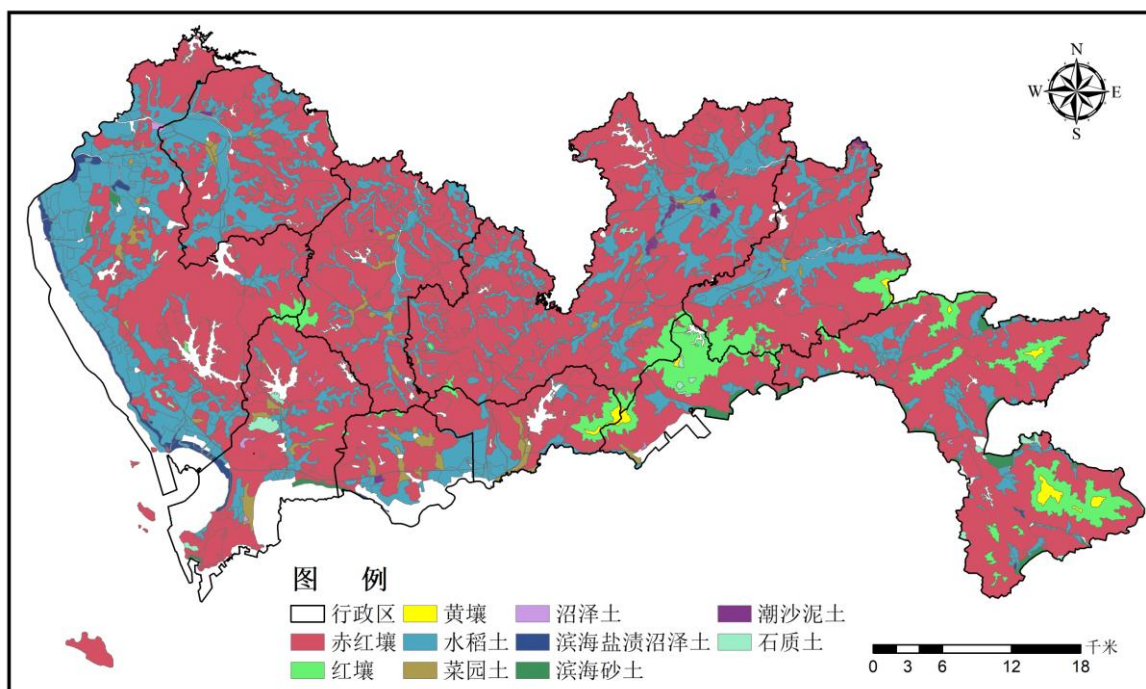 N
W E
S
图 例
行政区 黄壤 沼泽土 潮沙泥土
赤红壤 水稻土 滨海盐渍沼泽土 石质土
红壤 菜园土 滨海砂土
千米
0 3 6 12 18